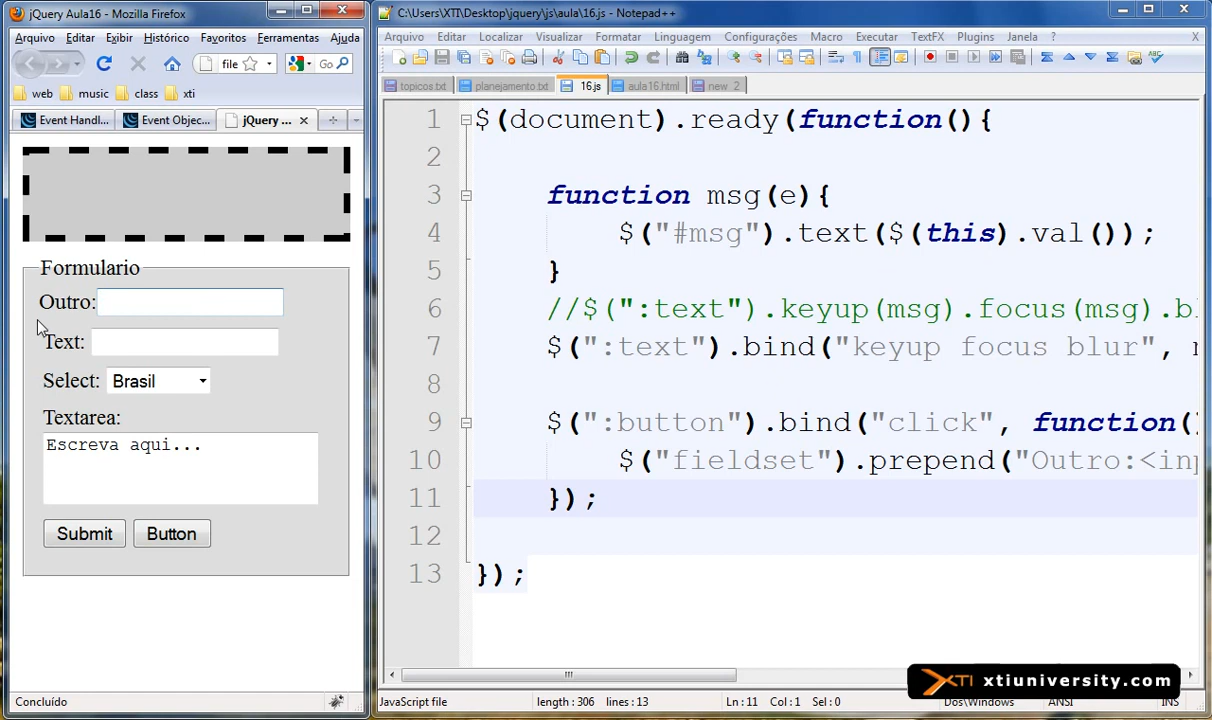 jQuery Aula16 - Mozilla Firefox
Arquivo Editar Exibir Histórico Favoritos Ferramentas Ajuda
file Go
web music class xti
Event Handl... Event Objec... jQuery ...
Formulario
Outro:
Text:
Select: Brasil
Textarea:
Escreva aqui...
Submit Button
Concluído
C:\Users\XTI\Desktop\jquery\js\aula\16.js - Notepad++
Arquivo Editar Localizar Visualizar Formatar Linguagem Configurações Macro Executar TextFX Plugins Janela ? X
topicos.txt planejamento.txt 16.js aula16.html new 2
1 $(document).ready(function(){
2
3 function msg(e){
4 $("#msg").text($(this).val());
5 }
6 //$(":text").keyup(msg).focus(msg).bl
7 $(":text").bind("keyup focus blur",
8
9 $(":button").bind("click", function()
10 $("fieldset").prepend("Outro:<inp
11 });
12
13 });
XTI xtiuniversity.com
JavaScript file length : 306 lines : 13 Ln : 11 Col : 1 Sel : 0 Dos\Windows ANSI INS